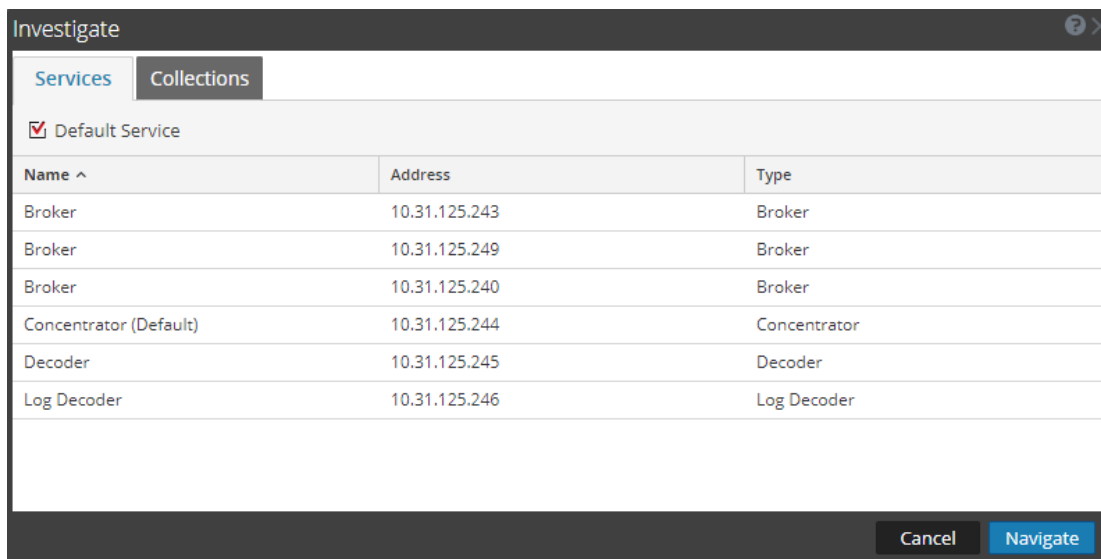 Investigate
Services Collections
Default Service
Name Address Type
Broker 10.31.125.243 Broker
Broker 10.31.125.249 Broker
Broker 10.31.125.240 Broker
Concentrator (Default) 10.31.125.244 Concentrator
Decoder 10.31.125.245 Decoder
Log Decoder 10.31.125.246 Log Decoder
Cancel Navigate